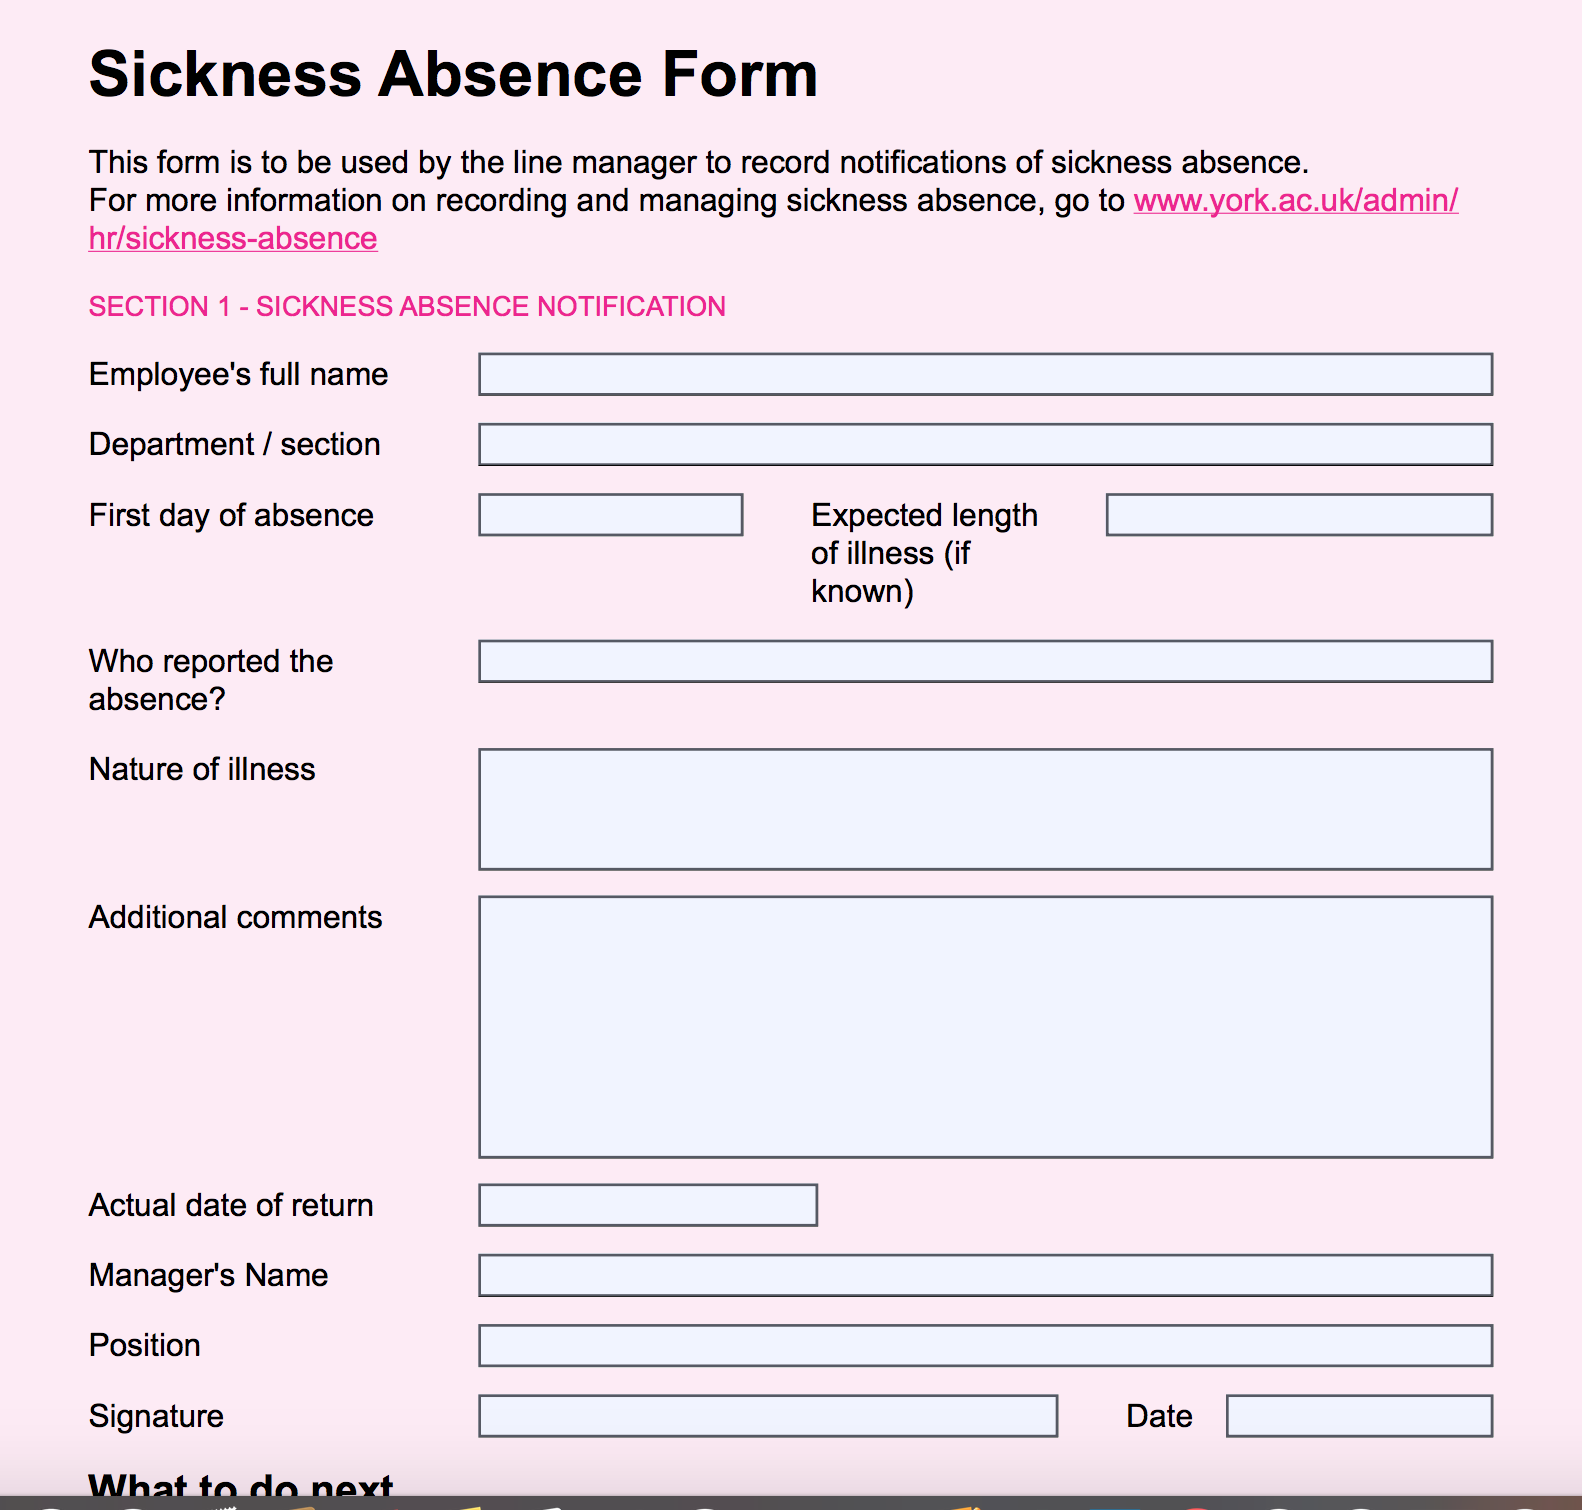 Sickness Absence Form
This form is to be used by the line manager to record notifications of sickness absence.
For more information on recording and managing sickness absence, go to www.york.ac.uk/admin/
hr/sickness-absence
SECTION 1 - SICKNESS ABSENCE NOTIFICATION
Employee's full name
Department / section
First day of absence
Expected length
of illness (if
known)
Who reported the
absence?
Nature of illness
Additional comments
Actual date of return
Manager's Name
Position
Signature
Date
What to do next